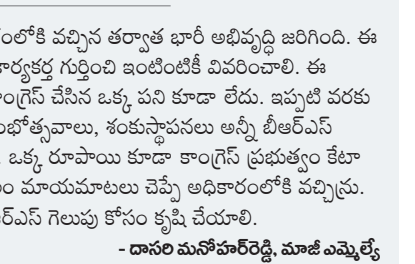 ంలోకి వచ్చిన తర్వాత భారీ అభివృద్ధి జరిగింది. ఈ
కార్యకర్త గుర్తించి ఇంటింటికీ వివరించాలి. ఈ
ాంగ్రెస్ చేసిన ఒక్క పని కూడా లేదు. ఇప్పటి వరకు
ంభోత్సవాలు, శంకుస్థాపనలు అన్నీ బీఆర్ఎస్
ఒక్క రూపాయి కూడా కాంగ్రెస్ ప్రభుత్వం కేటా
ం మాయమాటలు చెప్పే అధికారంలోకి వచ్చిన్రు.
ఆర్ఎస్ గెలుపు కోసం కృషి చేయాలి.
- దాసరి మనోహర్‌రెడ్డి, మాజీ ఎమ్మెల్యే